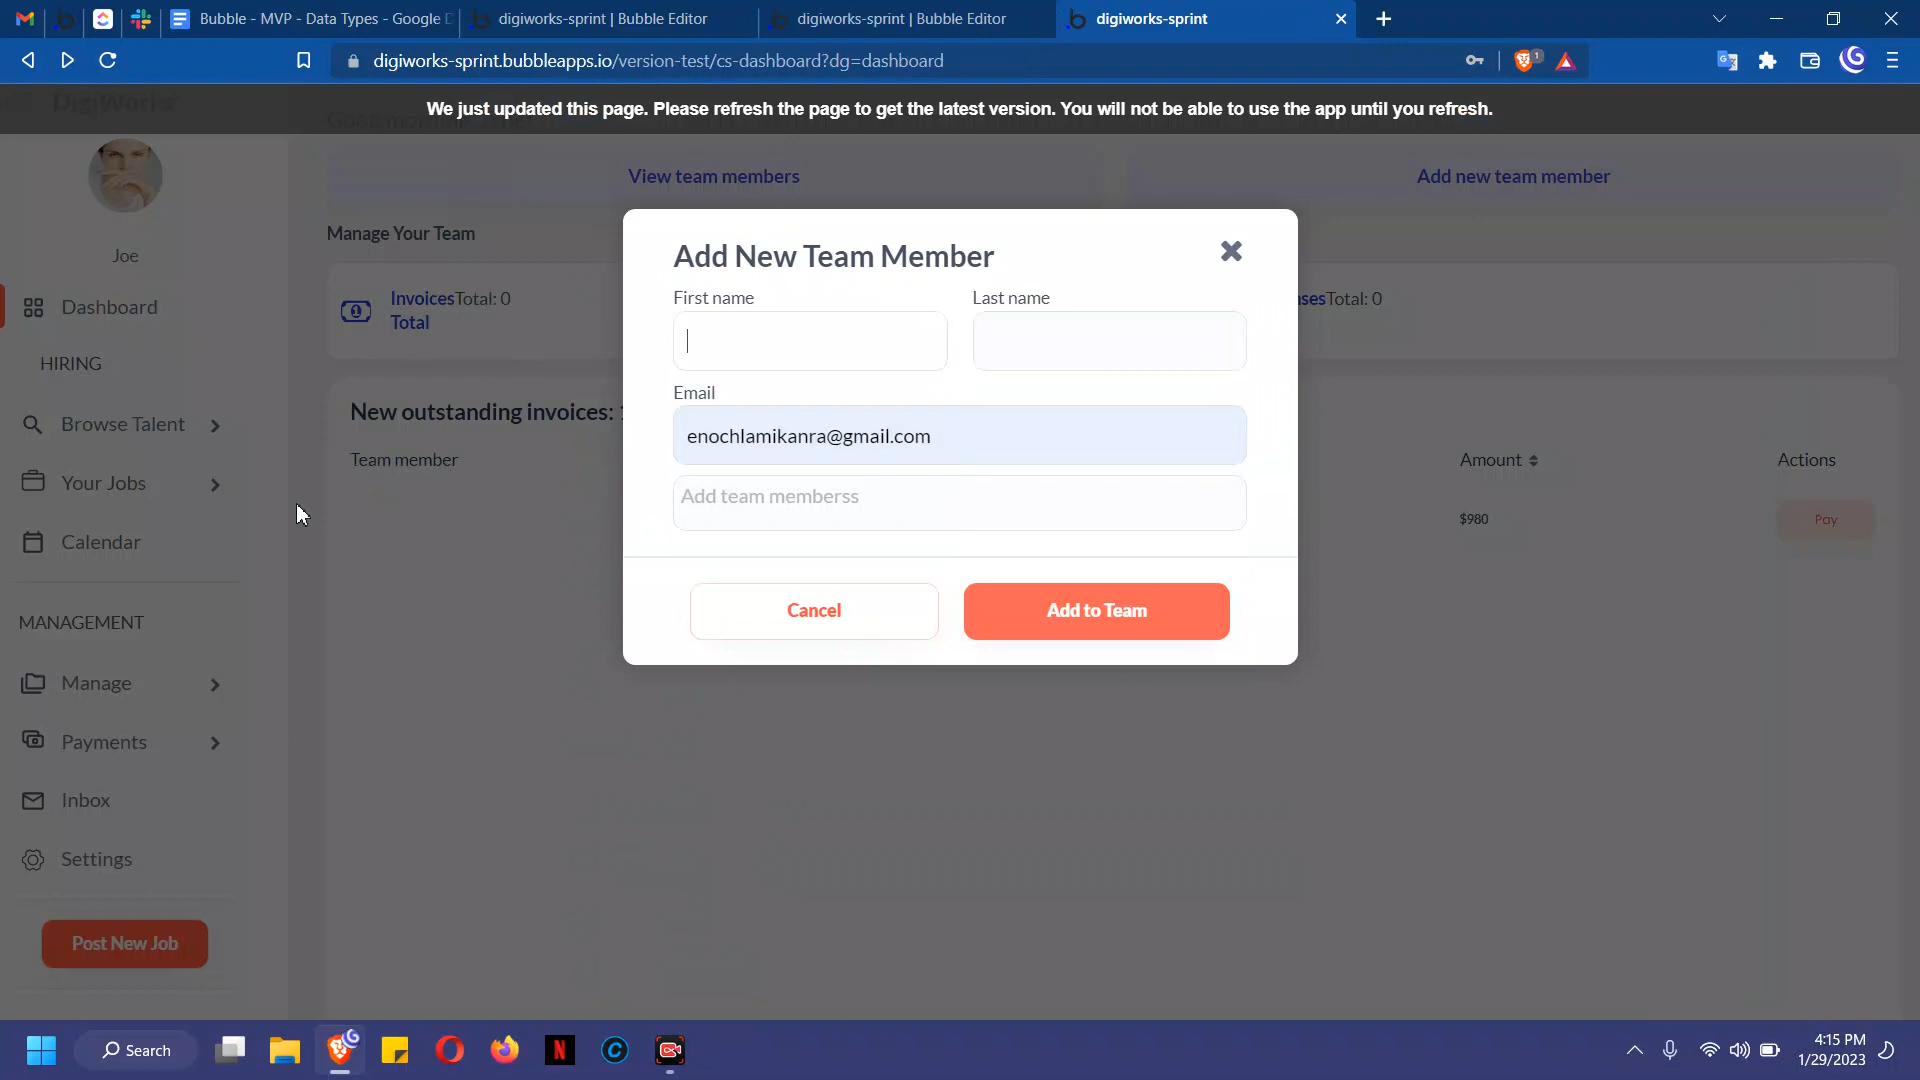 Bubble - MVP - Data Types - Google D
digiworks-sprint | Bubble Editor
digiworks-sprint | Bubble Editor
digiworks-sprint
digiworks-sprint.bubbleapps.io/version-test/cs-dashboard?dg=dashboard
1
DigiWorks
We just updated this page. Please refresh the page to get the latest version. You will not be able to use the app until you refresh.
View team members
Add new team member
Joe
Manage Your Team
Invoices Total: 0
Total
nsesTotal: 0
Dashboard
HIRING
Browse Talent
Your Jobs
Calendar
MANAGEMENT
Manage
Payments
Inbox
Settings
Post New Job
New outstanding invoices:
Team member
Amount
Actions
$980
Pay
Add New Team Member
First name
Last name
Email
enochlamikanra@gmail.com
Add team memberss
Cancel
Add to Team
Search
4:15 PM
1/29/2023